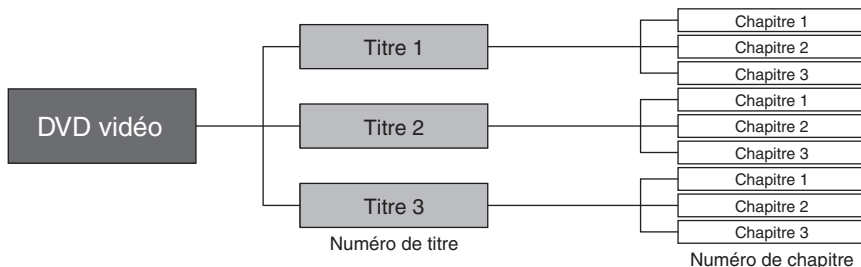 DVD vidéo
Titre 1
Chapitre 1
Chapitre 2
Chapitre 3
Titre 2
Chapitre 1
Chapitre 2
Chapitre 3
Titre 3
Chapitre 1
Chapitre 2
Chapitre 3
Numéro de titre
Numéro de chapitre